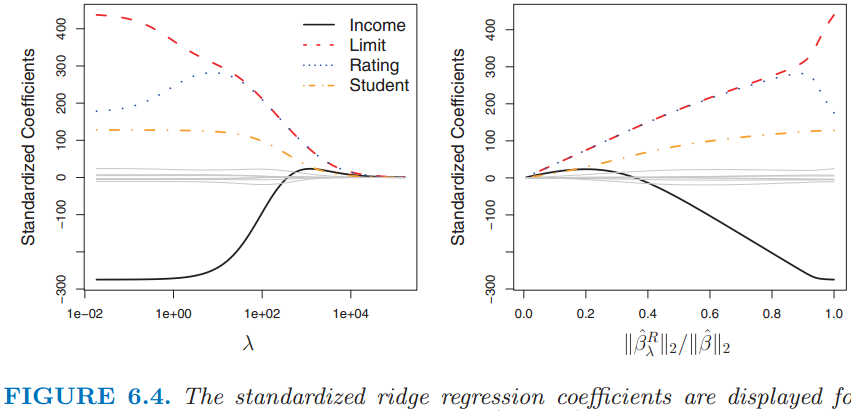 Standardized Coefficients
−300
−100
0
100
200
300
400
Income
Limit
Rating
Student
1e−02
1e+00
1e+02
1e+04
λ
Standardized Coefficients
−300
−100
0
100
200
300
400
0.0
0.2
0.4
0.6
0.8
1.0
‖β̂λᴿ‖₂/‖β̂‖₂
FIGURE 6.4. The standardized ridge regression coefficients are displayed fo